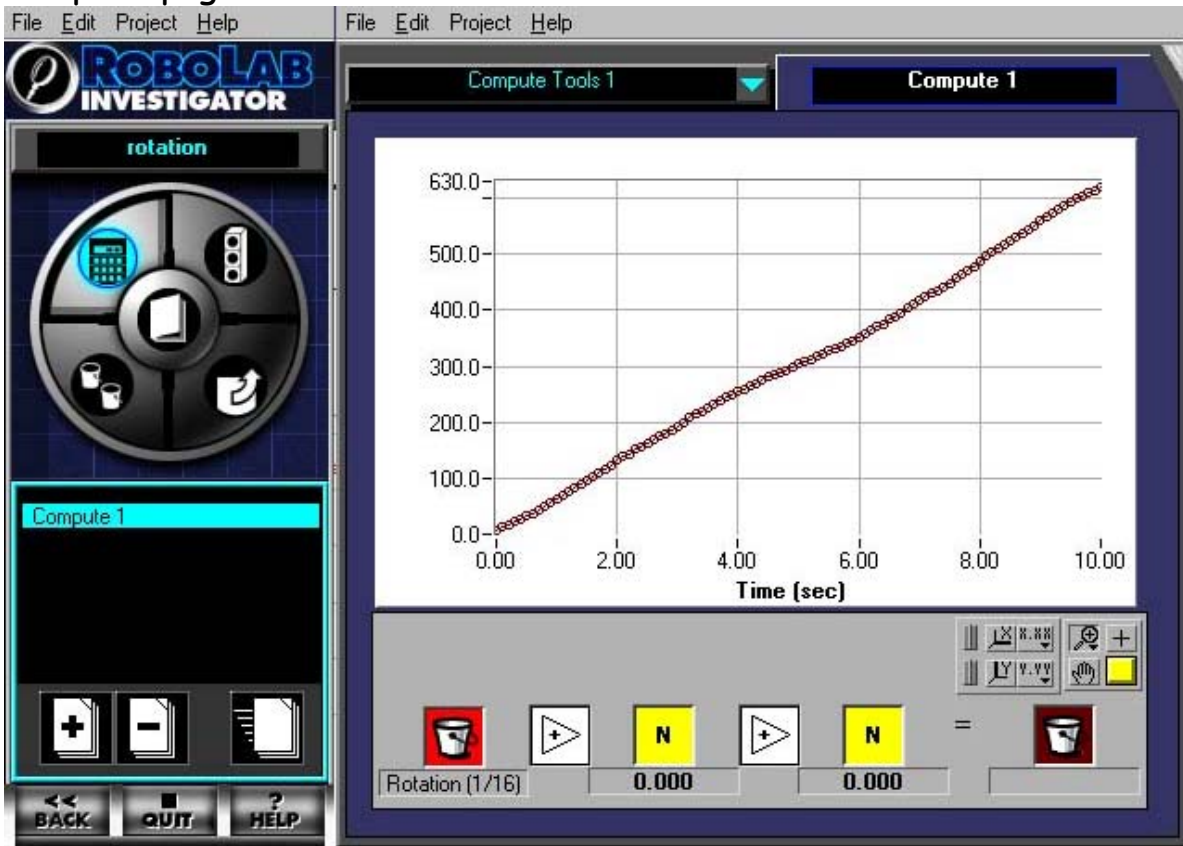 File Edit Project Help
ROBOLAB
INVESTIGATOR
rotation
Compute 1
<<
BACK
QUIT
?
HELP
File Edit Project Help
Compute Tools 1
Compute 1
630.0
500.0
400.0
300.0
200.0
100.0
0.0
0.00 2.00 4.00 6.00 8.00 10.00
Time (sec)
X X.XX
Y Y.YY
+ N + N =
Rotation (1/16) 0.000 0.000